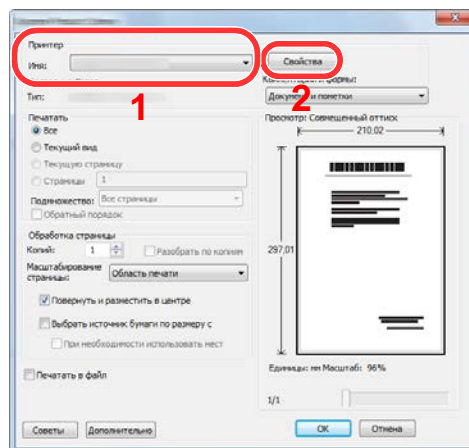 Принтер
Имя:
Свойства
1
2
Тип:
Документ и пометки
Печатать
Все
Текущий вид
Текущую страницу
Страницы 1
Подмножество: Все страницы
Обратный порядок
Просмотр: Совмещенный оттиск
210,02
297,01
Обработка страницы
Копий: 1 Разобрать по копиям
Масштабирование
страницы: Область печати
Повернуть и разместить в центре
Выбрать источник бумаги по размеру с
При необходимости использовать нест
Печатать в файл
Единицы: мм Масштаб: 96%
1/1
Советы Дополнительно
OK Отмена